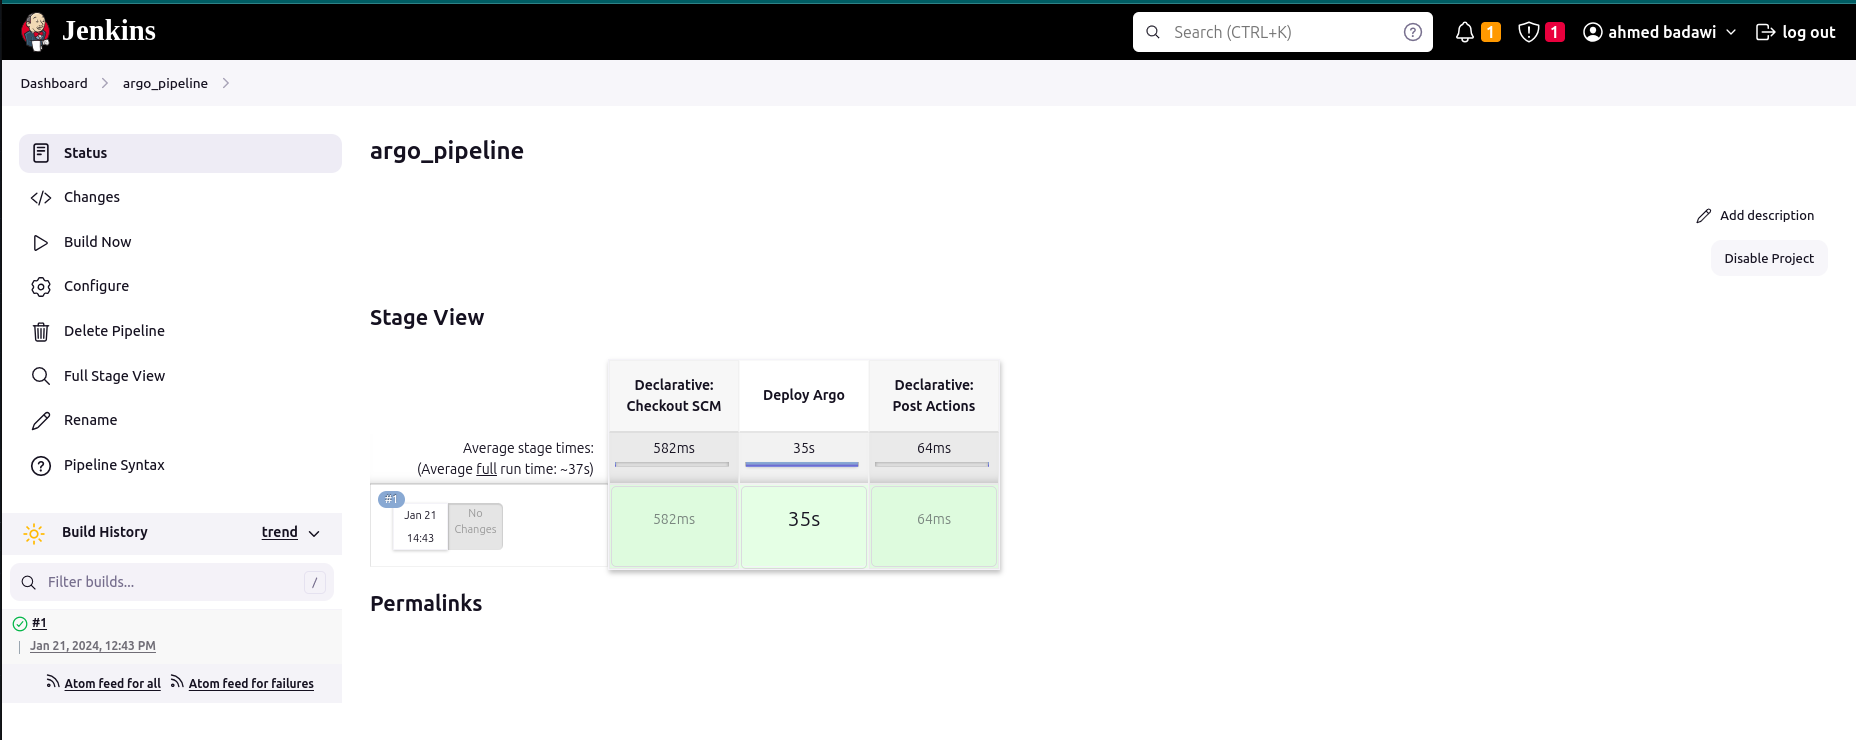 Jenkins
Search (CTRL+K)
?
1
1
ahmed badawi
log out
Dashboard
argo_pipeline
Status
Changes
Build Now
Configure
Delete Pipeline
Full Stage View
Rename
Pipeline Syntax
Build History
trend
Filter builds...
/
#1
Jan 21, 2024, 12:43 PM
Atom feed for all
Atom feed for failures
argo_pipeline
Add description
Disable Project
Stage View
Declarative:
Checkout SCM
Deploy Argo
Declarative:
Post Actions
Average stage times:
(Average full run time: ~37s)
582ms
35s
64ms
#1
Jan 21
14:43
No
Changes
582ms
35s
64ms
Permalinks